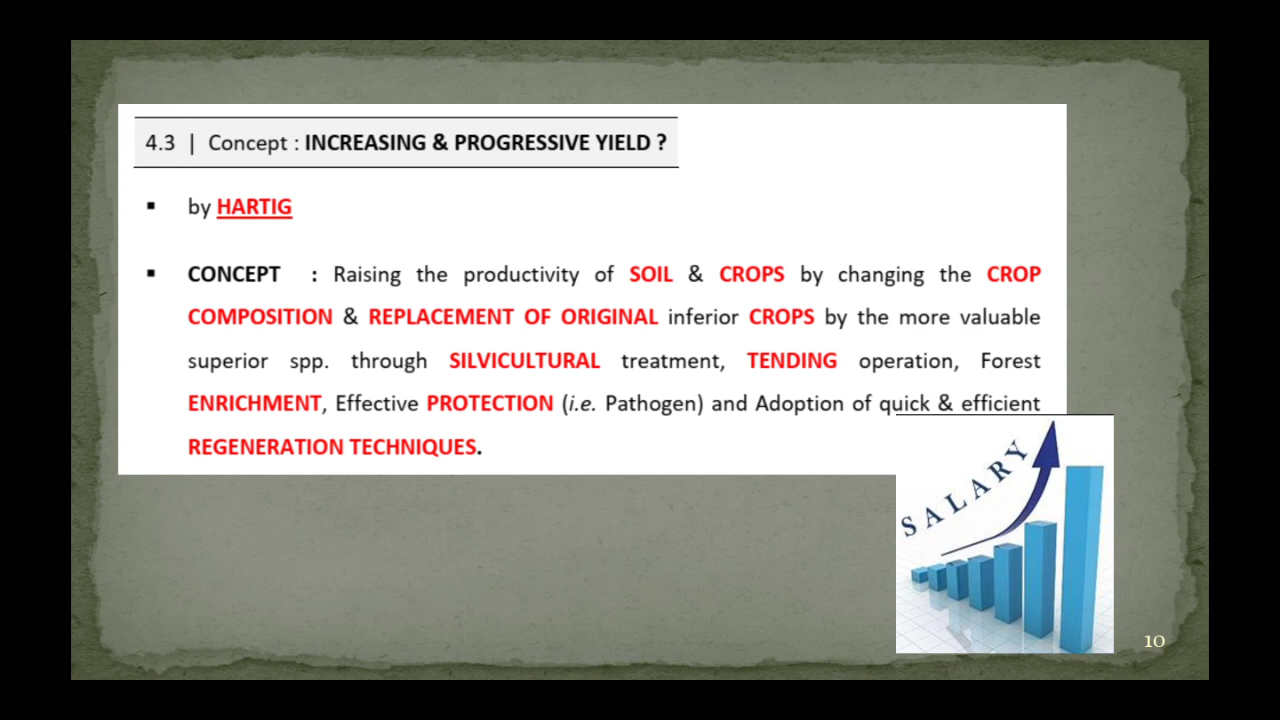 4.3 | Concept : INCREASING & PROGRESSIVE YIELD ?
▪ by HARTIG
▪ CONCEPT : Raising the productivity of SOIL & CROPS by changing the CROP
COMPOSITION & REPLACEMENT OF ORIGINAL inferior CROPS by the more valuable
superior spp. through SILVICULTURAL treatment, TENDING operation, Forest
ENRICHMENT, Effective PROTECTION (i.e. Pathogen) and Adoption of quick & efficient
REGENERATION TECHNIQUES.
SALARY
10